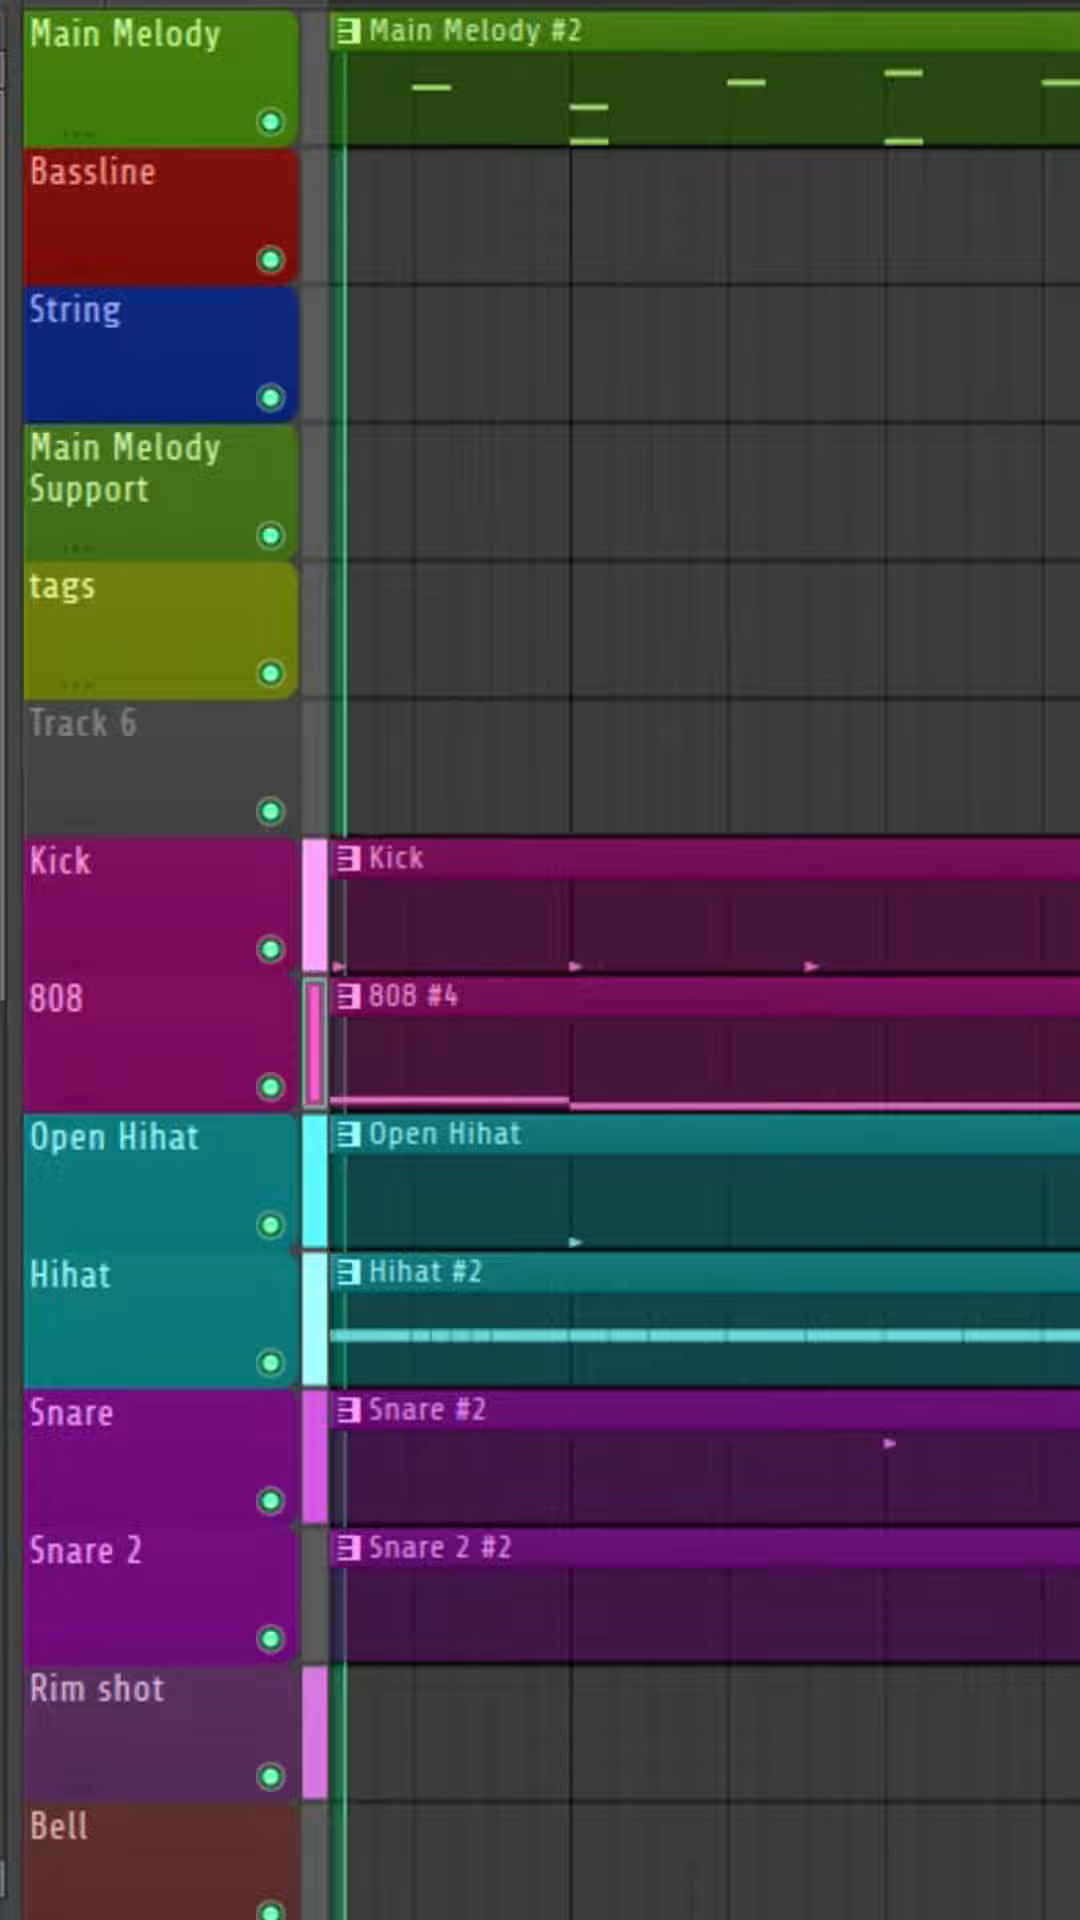 Main Melody
Main Melody #2
Bassline
String
Main Melody
Support
tags
Track 6
Kick
Kick
808
808 #4
Open Hihat
Open Hihat
Hihat
Hihat #2
Snare
Snare #2
Snare 2
Snare 2 #2
Rim shot
Bell